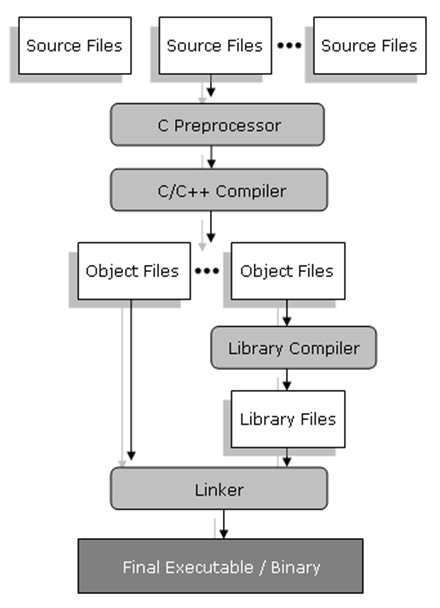 Source Files
Source Files
Source Files
C Preprocessor
C/C++ Compiler
Object Files
Object Files
Library Compiler
Library Files
Linker
Final Executable / Binary